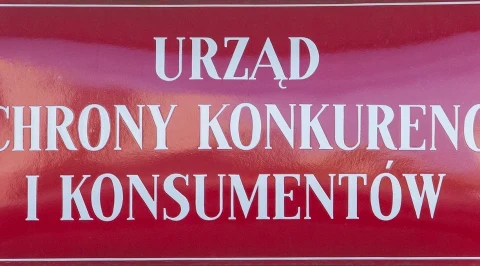 URZĄD
CHRONY KONKURENC
I KONSUMENTÓW